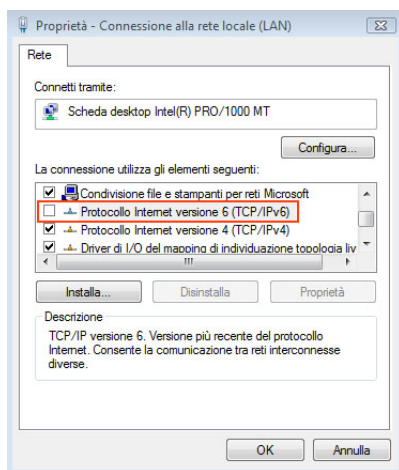 Proprietà - Connessione alla rete locale (LAN)
Rete
Connetti tramite:
Scheda desktop Intel(R) PRO/1000 MT
Configura...
La connessione utilizza gli elementi seguenti:
Condivisione file e stampanti per reti Microsoft
Protocollo Internet versione 6 (TCP/IPv6)
Protocollo Internet versione 4 (TCP/IPv4)
Driver di I/O del mapping di individuazione topologia liv
Installa... Disinstalla Proprietà
Descrizione
TCP/IP versione 6. Versione più recente del protocollo
Internet. Consente la comunicazione tra reti interconnesse
diverse.
OK Annulla